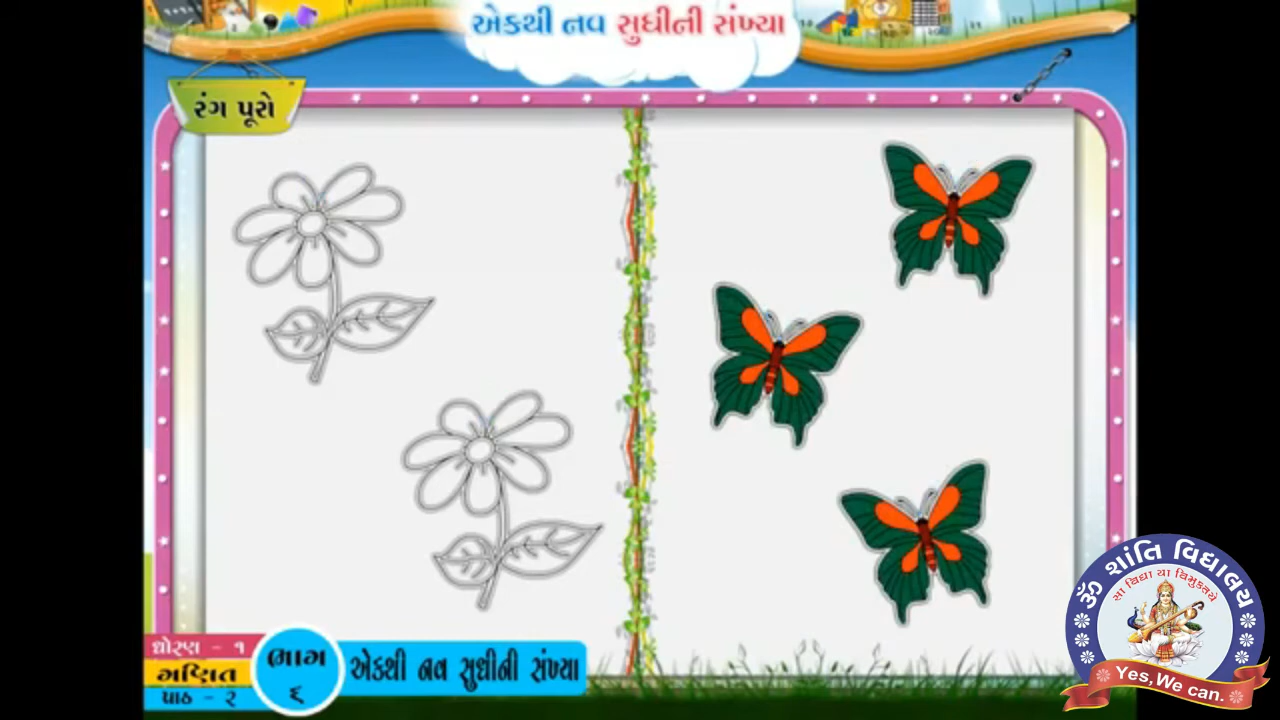 એકથી નવ સુધીની સંખ્યા
રંગ પૂરો
ધોરણ - ૧
ગણિત
પાઠ - ૨
ભાગ
૬
એકથી નવ સુધીની સંખ્યા
ૐ શાંતિ વિદ્યાલય
સા વિદ્યા યા વિમુક્તયે
Yes, We can.